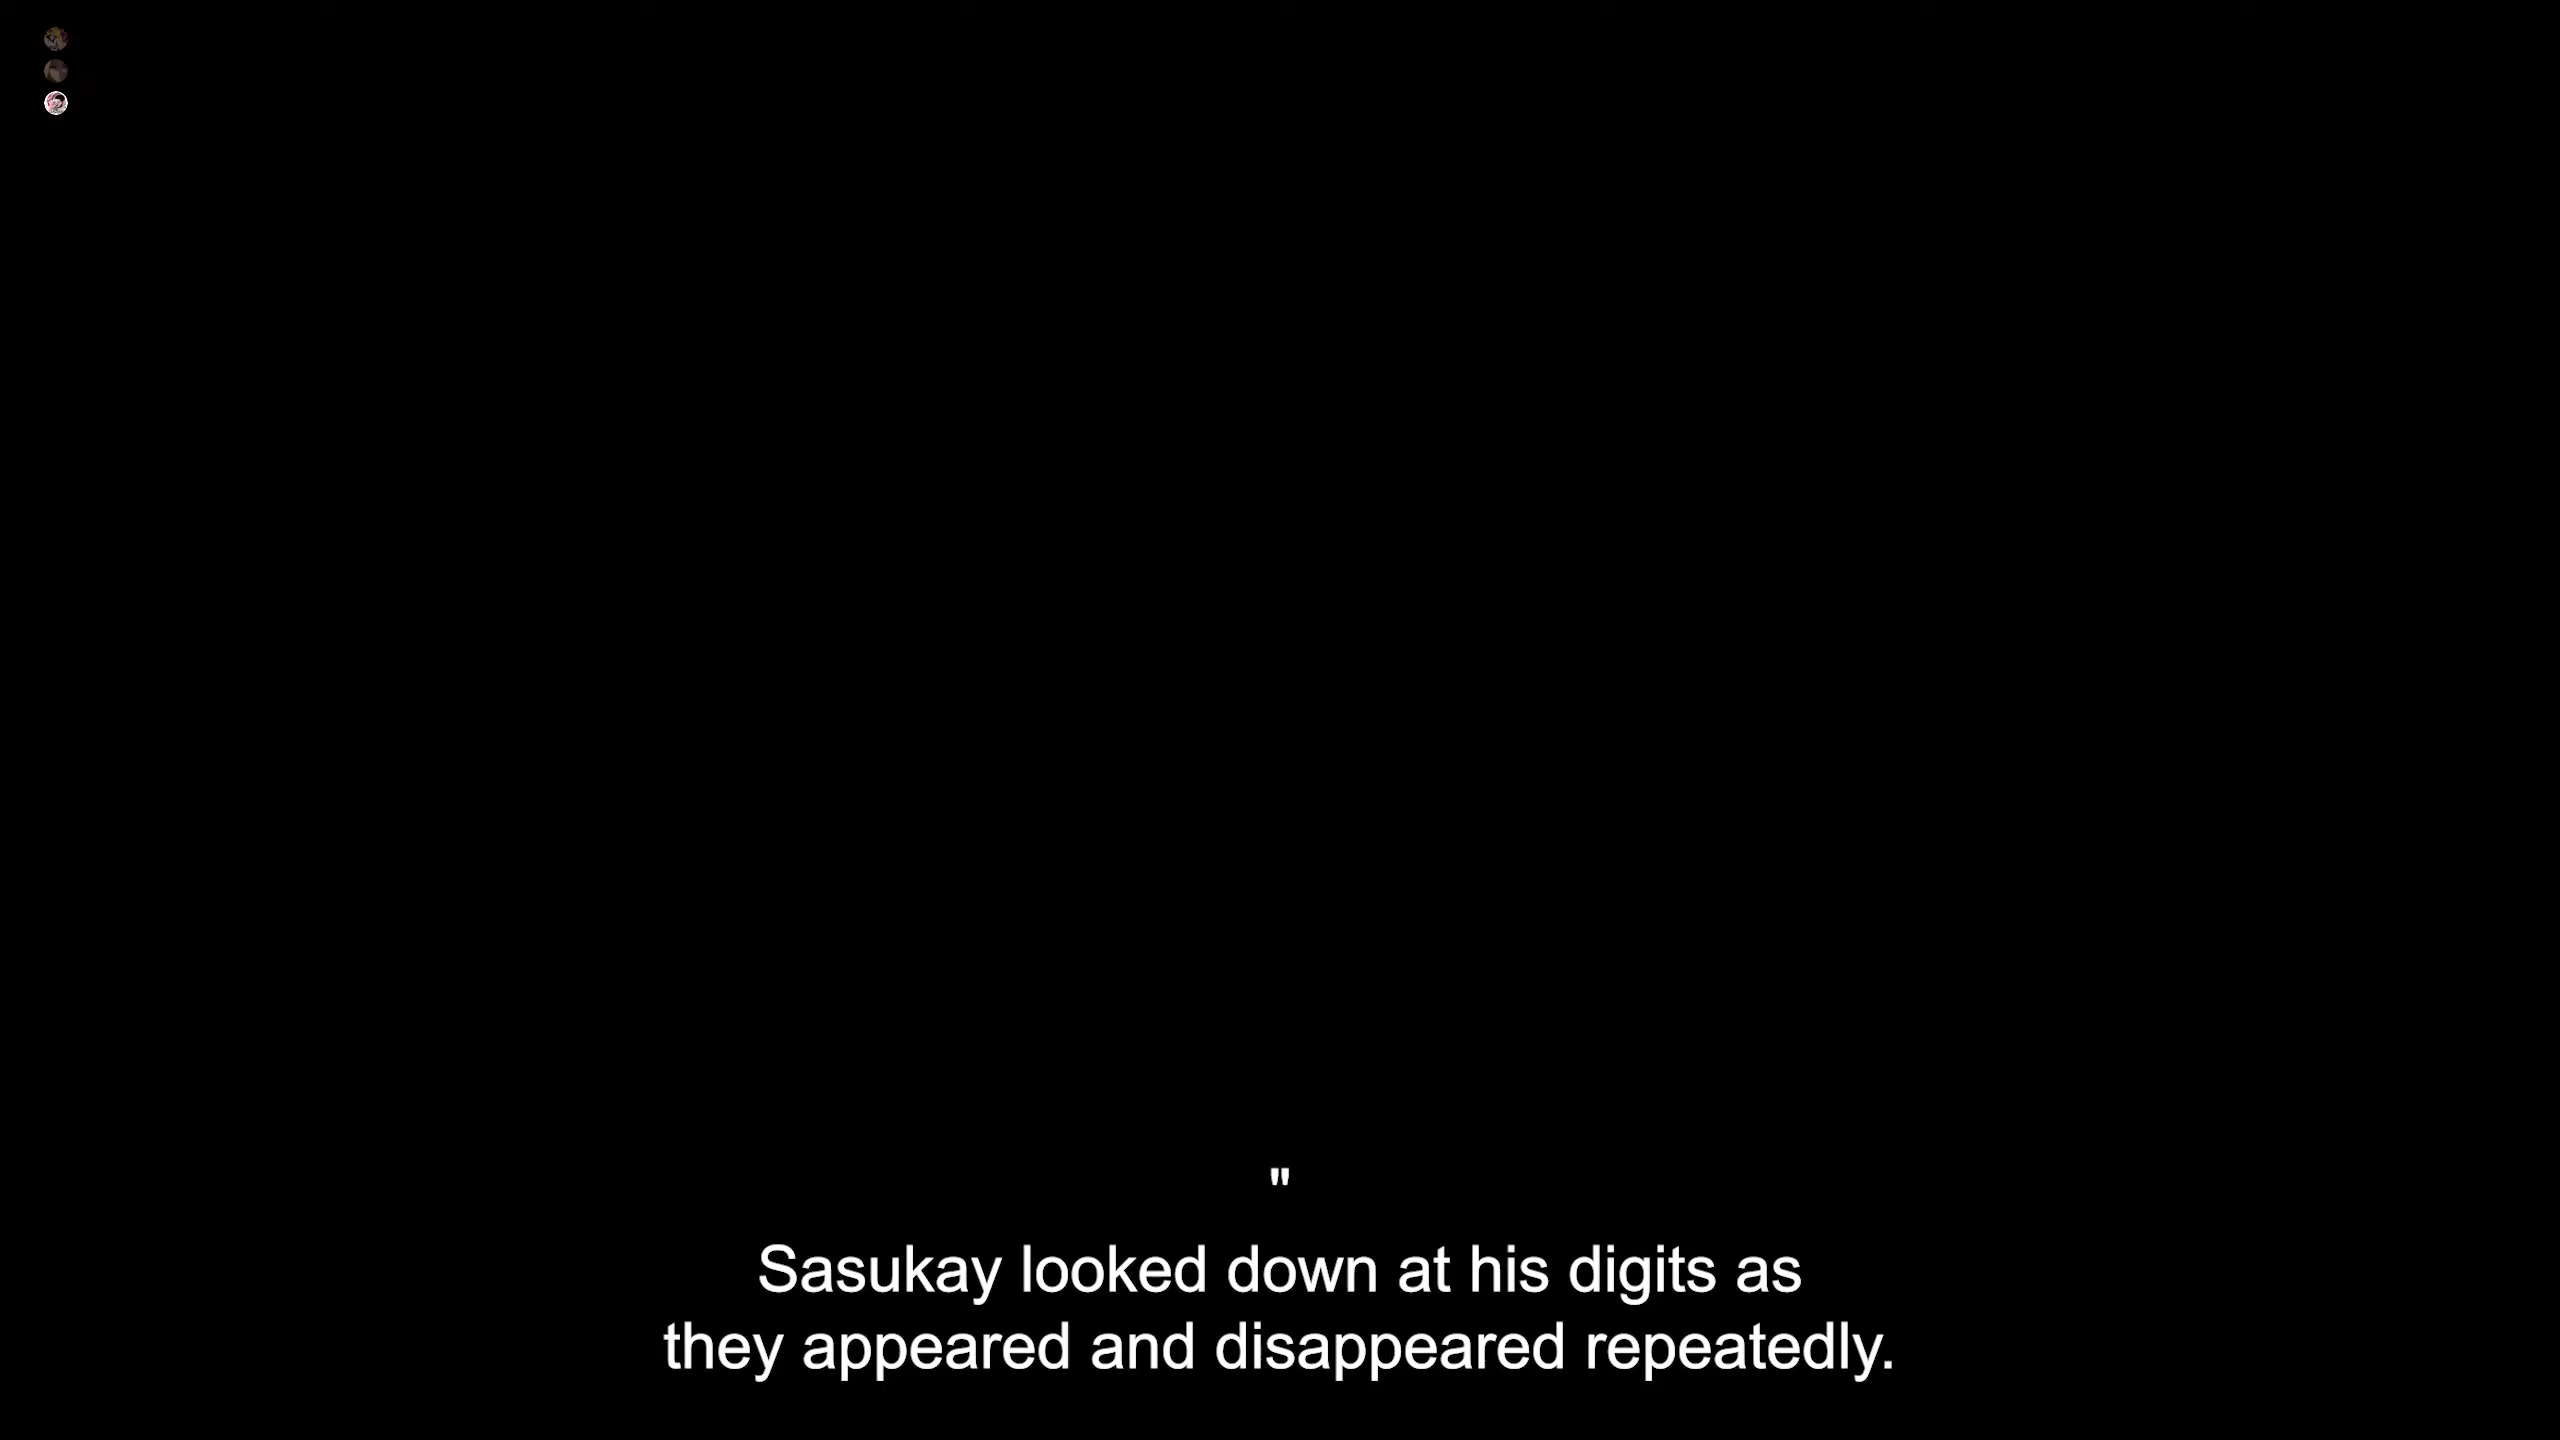 "
Sasukay looked down at his digits as
they appeared and disappeared repeatedly.